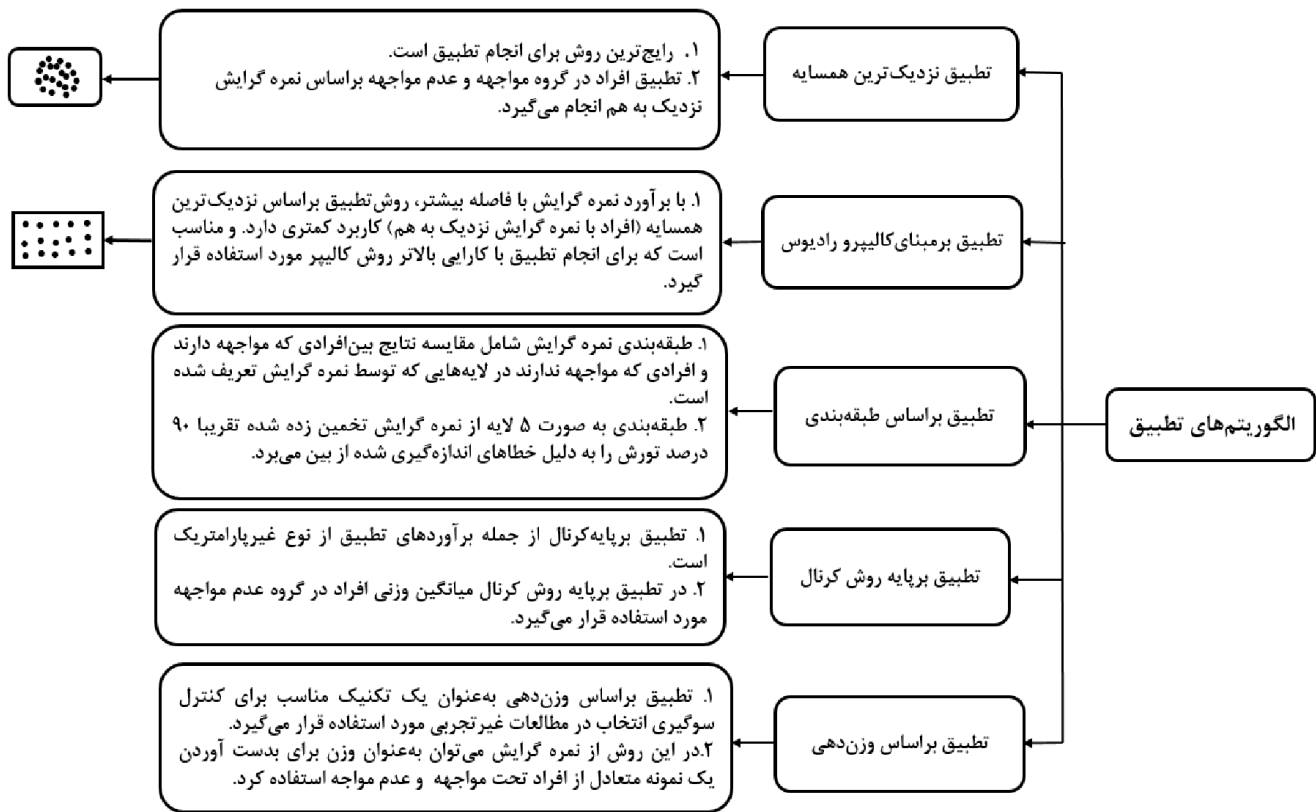 الگوریتم‌های تطبیق
تطبیق نزدیک‌ترین همسایه
۱. رایج‌ترین روش برای انجام تطبیق است.
۲. تطبیق افراد در گروه مواجهه و عدم مواجهه براساس نمره گرایش
نزدیک به هم انجام می‌گیرد.
تطبیق برمبنای‌کالیپرو رادیوس
۱. با برآورد نمره گرایش با فاصله بیشتر، روش‌تطبیق براساس نزدیک‌ترین
همسایه (افراد با نمره گرایش نزدیک به هم) کاربرد کمتری دارد. و مناسب
است که برای انجام تطبیق با کارایی بالاتر روش کالیپر مورد استفاده قرار
گیرد.
تطبیق براساس طبقه‌بندی
۱. طبقه‌بندی نمره گرایش شامل مقایسه نتایج بین‌افرادی که مواجهه دارند
و افرادی که مواجهه ندارند در لایه‌هایی که توسط نمره گرایش تعریف شده
است.
۲. طبقه‌بندی به صورت ۵ لایه از نمره گرایش تخمین زده شده تقریبا ۹۰
درصد تورش را به دلیل خطاهای اندازه‌گیری شده از بین می‌برد.
تطبیق برپایه روش کرنال
۱. تطبیق برپایه‌کرنال از جمله برآوردهای تطبیق از نوع غیرپارامتریک
است.
۲. در تطبیق برپایه روش کرنال میانگین وزنی افراد در گروه عدم مواجهه
مورد استفاده قرار می‌گیرد.
تطبیق براساس وزن‌دهی
۱. تطبیق براساس وزن‌دهی به‌عنوان یک تکنیک مناسب برای کنترل
سوگیری انتخاب در مطالعات غیرتجربی مورد استفاده قرار می‌گیرد.
۲.در این روش از نمره گرایش می‌توان به‌عنوان وزن برای بدست آوردن
یک نمونه متعادل از افراد تحت مواجهه و عدم مواجه استفاده کرد.